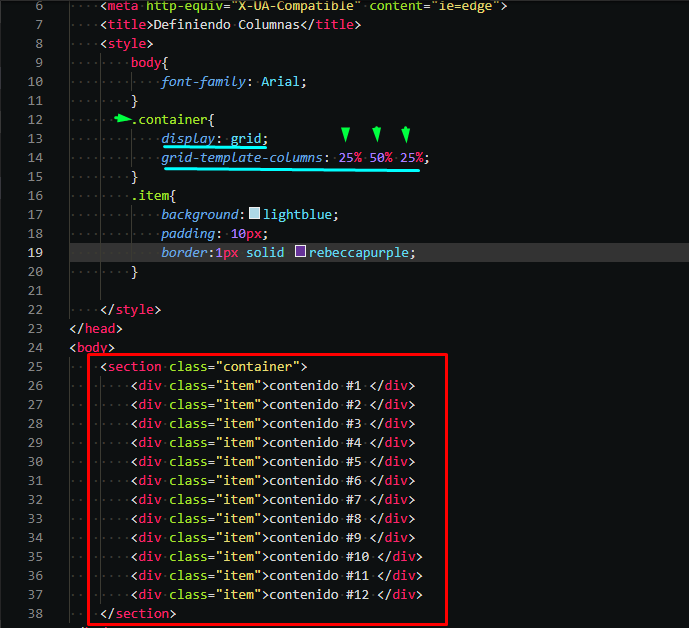 6 <meta http-equiv="X-UA-Compatible" content="ie=edge">
7 <title>Definiendo Columnas</title>
8 <style>
9 body{
10 font-family: Arial;
11 }
12 .container{
13 display: grid;
14 grid-template-columns: 25% 50% 25%;
15 }
16 .item{
17 background: lightblue;
18 padding: 10px;
19 border:1px solid rebeccapurple;
20 }
21
22 </style>
23 </head>
24 <body>
25 <section class="container">
26 <div class="item">contenido #1 </div>
27 <div class="item">contenido #2 </div>
28 <div class="item">contenido #3 </div>
29 <div class="item">contenido #4 </div>
30 <div class="item">contenido #5 </div>
31 <div class="item">contenido #6 </div>
32 <div class="item">contenido #7 </div>
33 <div class="item">contenido #8 </div>
34 <div class="item">contenido #9 </div>
35 <div class="item">contenido #10 </div>
36 <div class="item">contenido #11 </div>
37 <div class="item">contenido #12 </div>
38 </section>